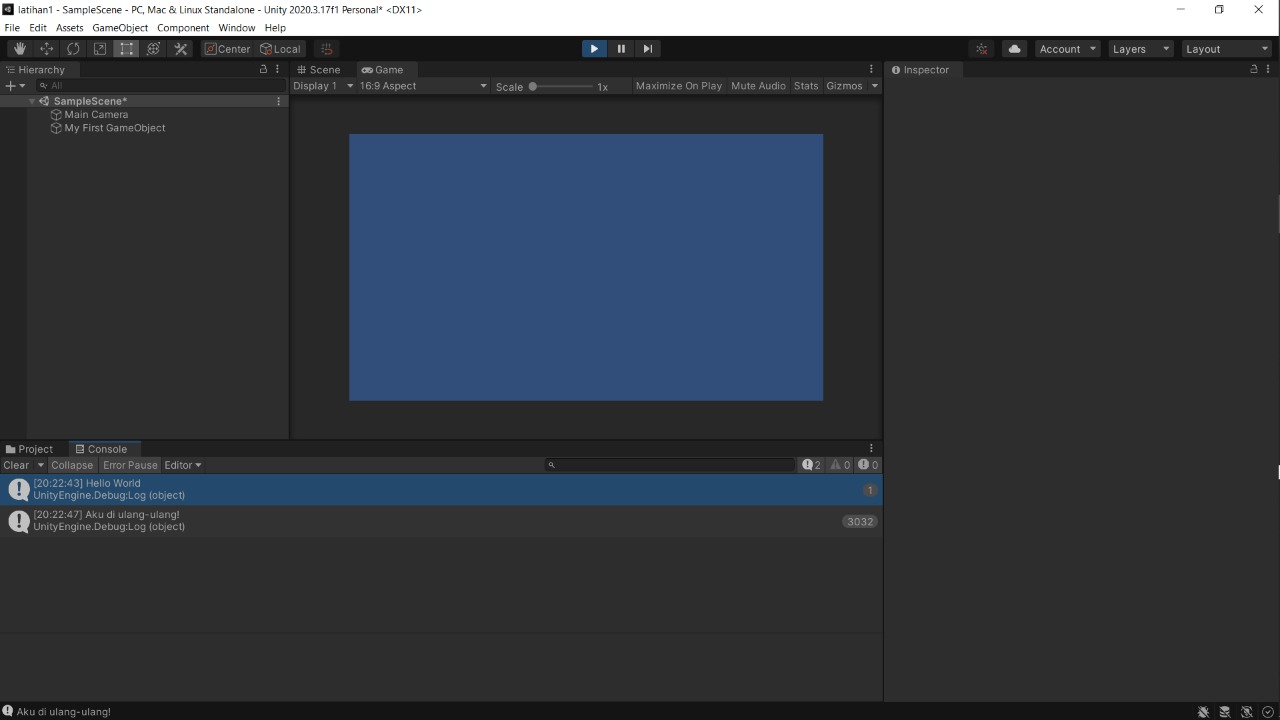 latihan1 - SampleScene - PC, Mac & Linux Standalone - Unity 2020.3.17f1 Personal* <DX11>
File Edit Assets GameObject Component Window Help
Center Local Account Layers Layout
Hierarchy
All
SampleScene*
Main Camera
My First GameObject
Scene Game
Display 1 16:9 Aspect Scale 1x Maximize On Play Mute Audio Stats Gizmos
Inspector
Project Console
Clear Collapse Error Pause Editor 2 0 0
[20:22:43] Hello World
UnityEngine.Debug:Log (object)
1
[20:22:47] Aku di ulang-ulang!
UnityEngine.Debug:Log (object)
3032
Aku di ulang-ulang!